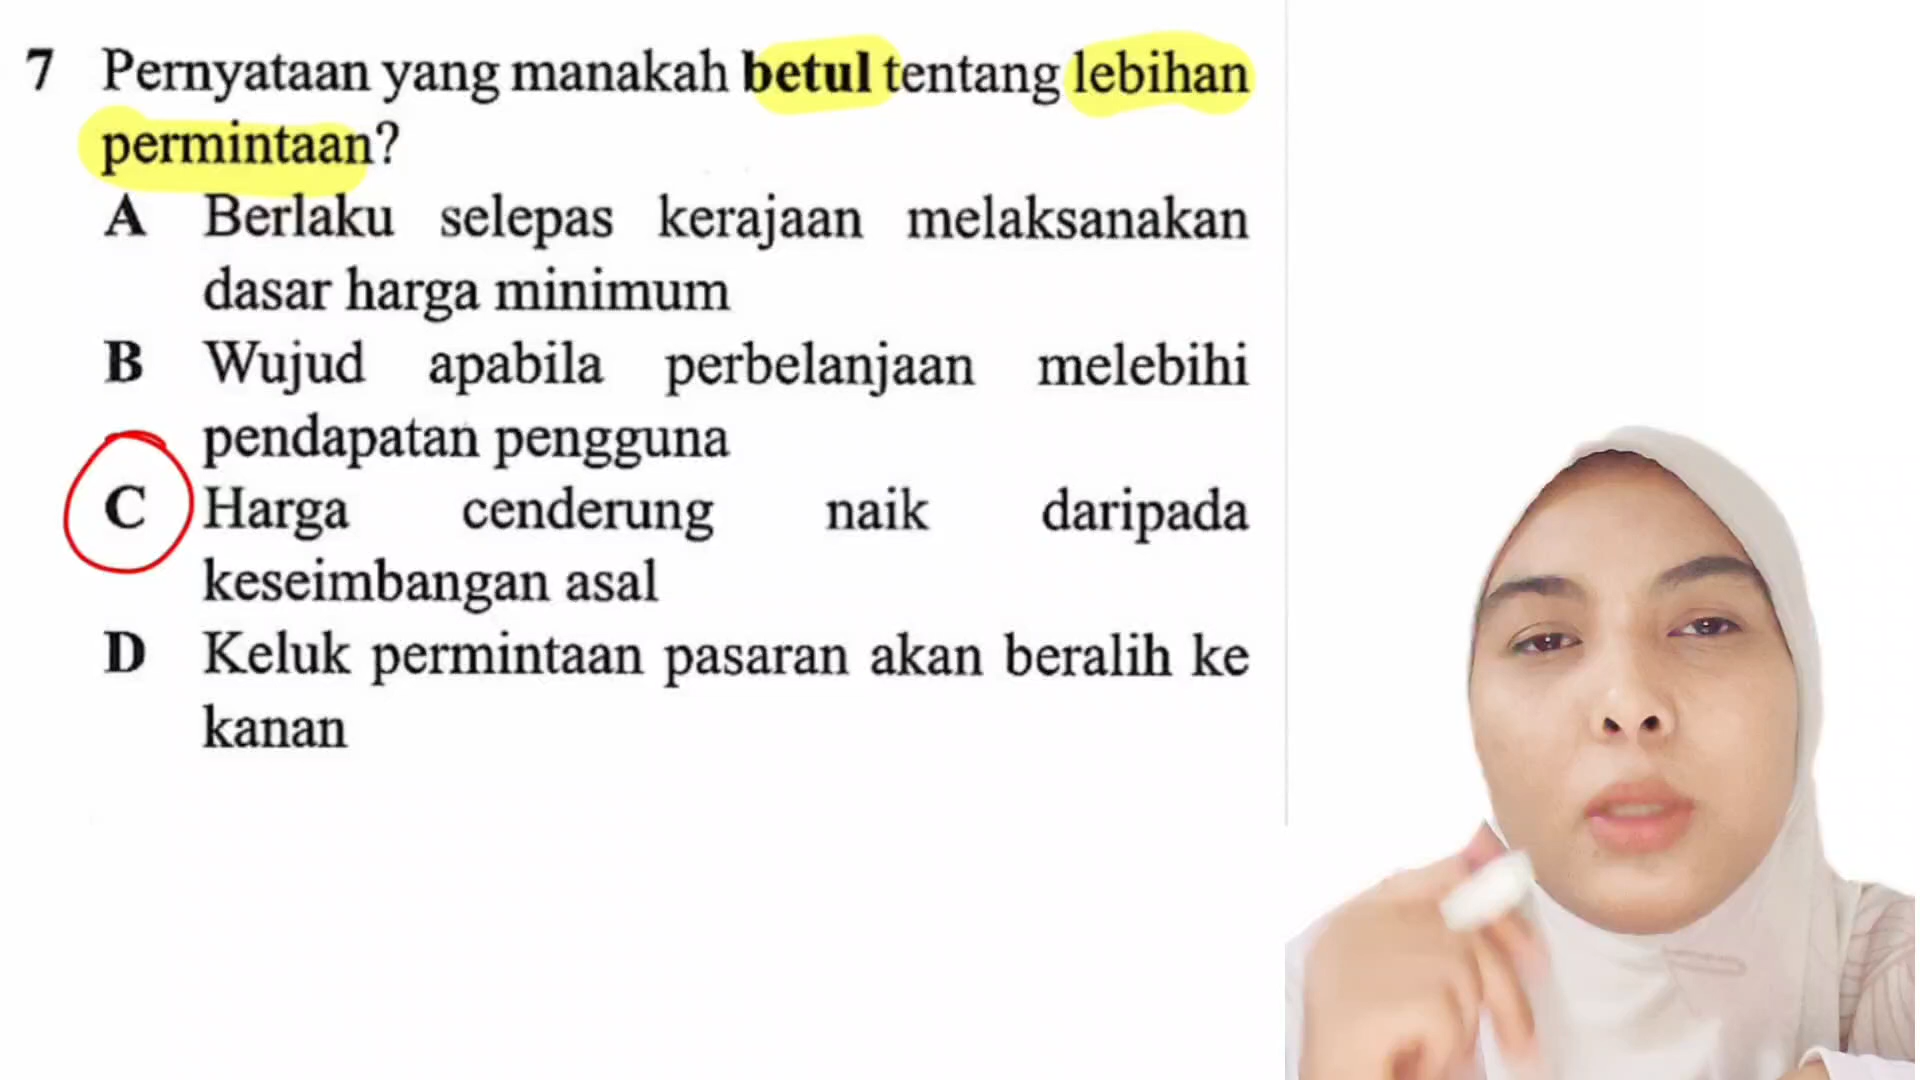 7 Pernyataan yang manakah betul tentang lebihan
permintaan?
A Berlaku selepas kerajaan melaksanakan
dasar harga minimum
B Wujud apabila perbelanjaan melebihi
pendapatan pengguna
C Harga cenderung naik daripada
keseimbangan asal
D Keluk permintaan pasaran akan beralih ke
kanan